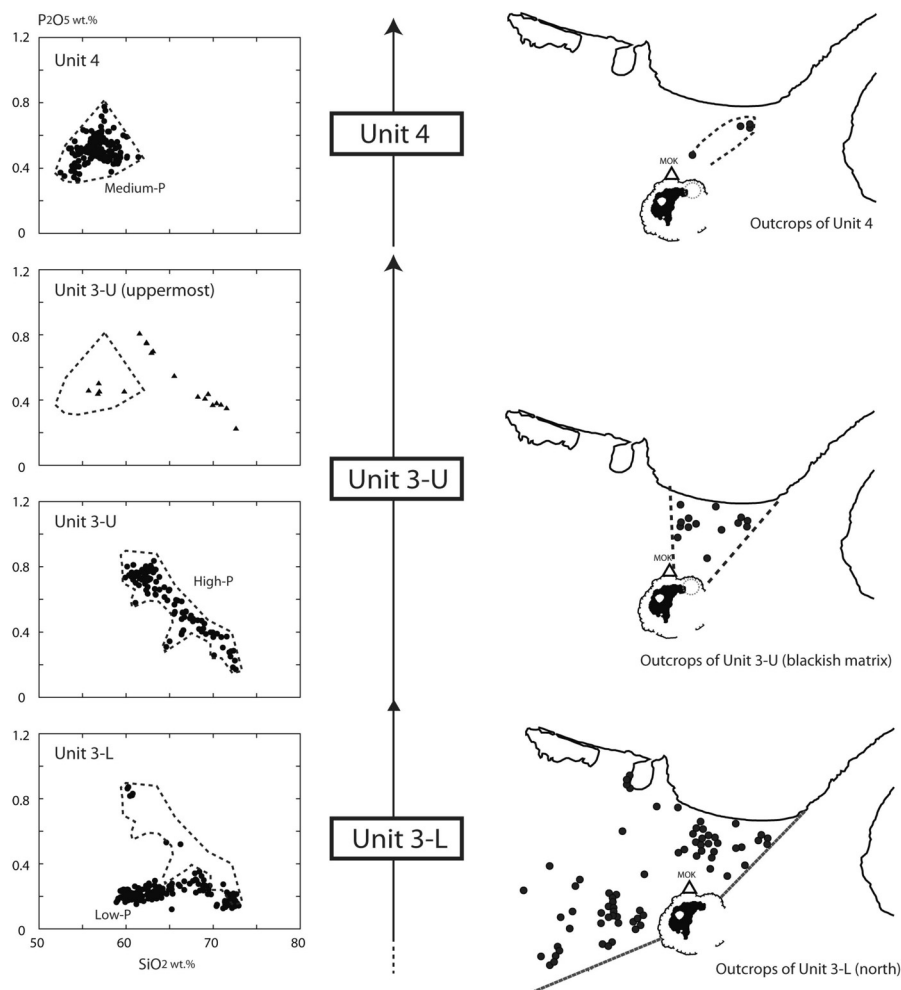 P2O5 wt.%
1.2
Unit 4
0.8
0.4
Medium-P
0
Unit 4
MOK
Outcrops of Unit 4
1.2
Unit 3-U (uppermost)
0.8
0.4
0
Unit 3-U
1.2
Unit 3-U
0.8
High-P
0.4
0
MOK
Outcrops of Unit 3-U (blackish matrix)
1.2
Unit 3-L
0.8
0.4
Low-P
0
50
60
70
80
SiO2 wt.%
Unit 3-L
MOK
Outcrops of Unit 3-L (north)